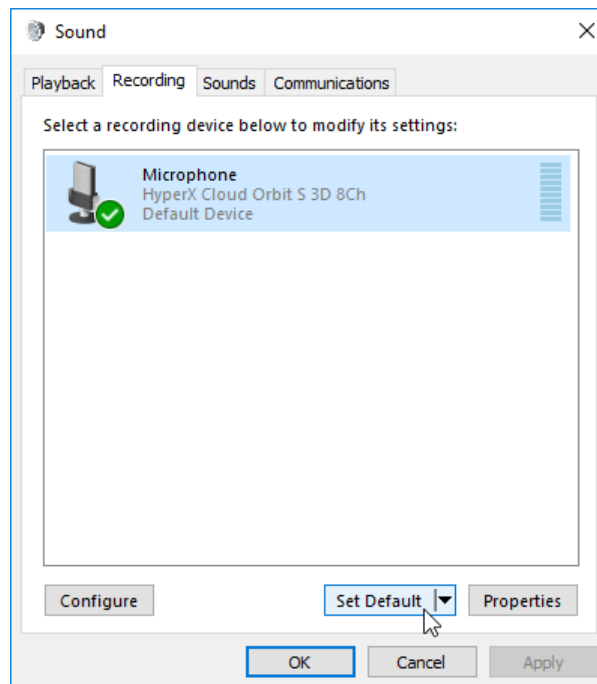 Sound
Playback Recording Sounds Communications
Select a recording device below to modify its settings:
Microphone
HyperX Cloud Orbit S 3D 8Ch
Default Device
Configure Set Default Properties
OK Cancel Apply